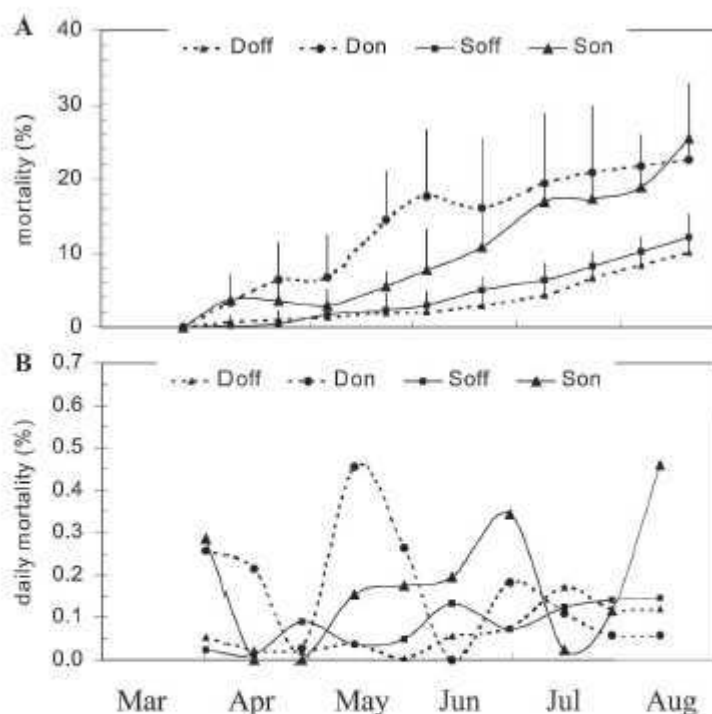 A
40
Doff Don Soff Son
30
20
10
0
mortality (%)
B
0.7
Doff Don Soff Son
0.6
0.5
0.4
0.3
0.2
0.1
0.0
daily mortality (%)
Mar Apr May Jun Jul Aug